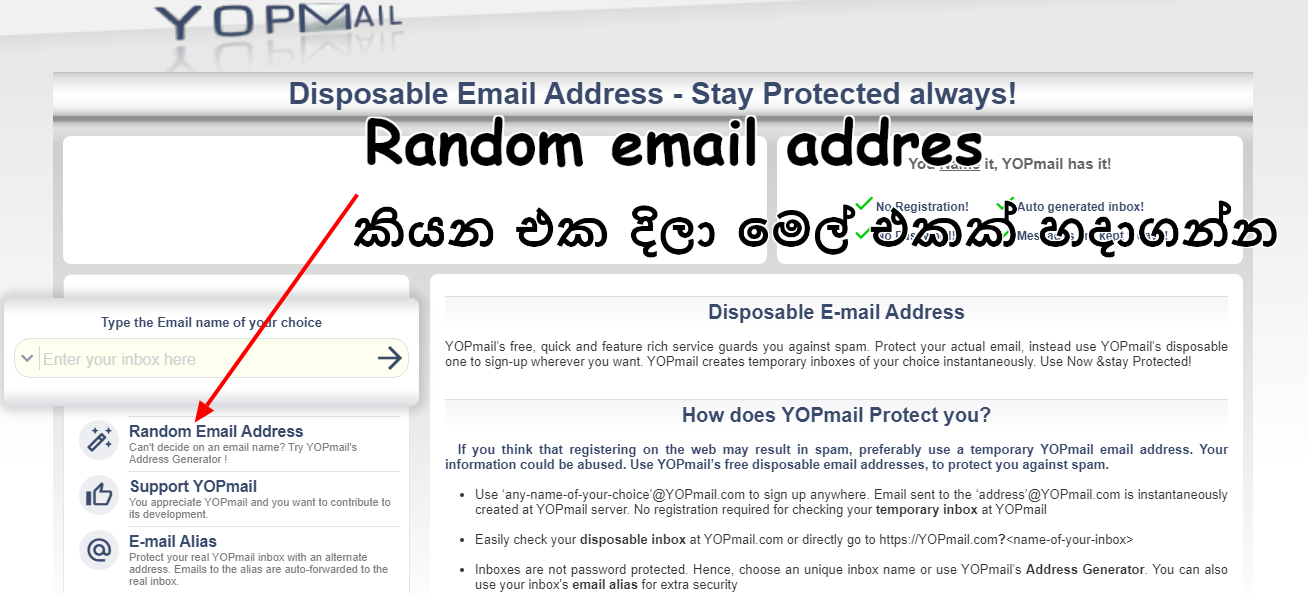 YOPMAIL
Disposable Email Address - Stay Protected always!
Random email addres
You Name it, YOPmail has it!
No Registration!
Auto generated inbox!
කියන එක දිලා මෙල් එකක් හදාගන්න
Type the Email name of your choice
Enter your inbox here
Random Email Address
Can't decide on an email name? Try YOPmail's
Address Generator !
Support YOPmail
You appreciate YOPmail and you want to contribute to
its development.
E-mail Alias
Protect your real YOPmail inbox with an alternate
address. Emails to the alias are auto-forwarded to the
real inbox.
Disposable E-mail Address
YOPmail's free, quick and feature rich service guards you against spam. Protect your actual email, instead use YOPmail's disposable
one to sign-up wherever you want. YOPmail creates temporary inboxes of your choice instantaneously. Use Now &stay Protected!
How does YOPmail Protect you?
If you think that registering on the web may result in spam, preferably use a temporary YOPmail email address. Your
information could be abused. Use YOPmail's free disposable email addresses, to protect you against spam.
Use ‘any-name-of-your-choice’@YOPmail.com to sign up anywhere. Email sent to the ‘address’@YOPmail.com is instantaneously
created at YOPmail server. No registration required for checking your temporary inbox at YOPmail
Easily check your disposable inbox at YOPmail.com or directly go to https://YOPmail.com?<name-of-your-inbox>
Inboxes are not password protected. Hence, choose an unique inbox name or use YOPmail's Address Generator. You can also
use your inbox's email alias for extra security